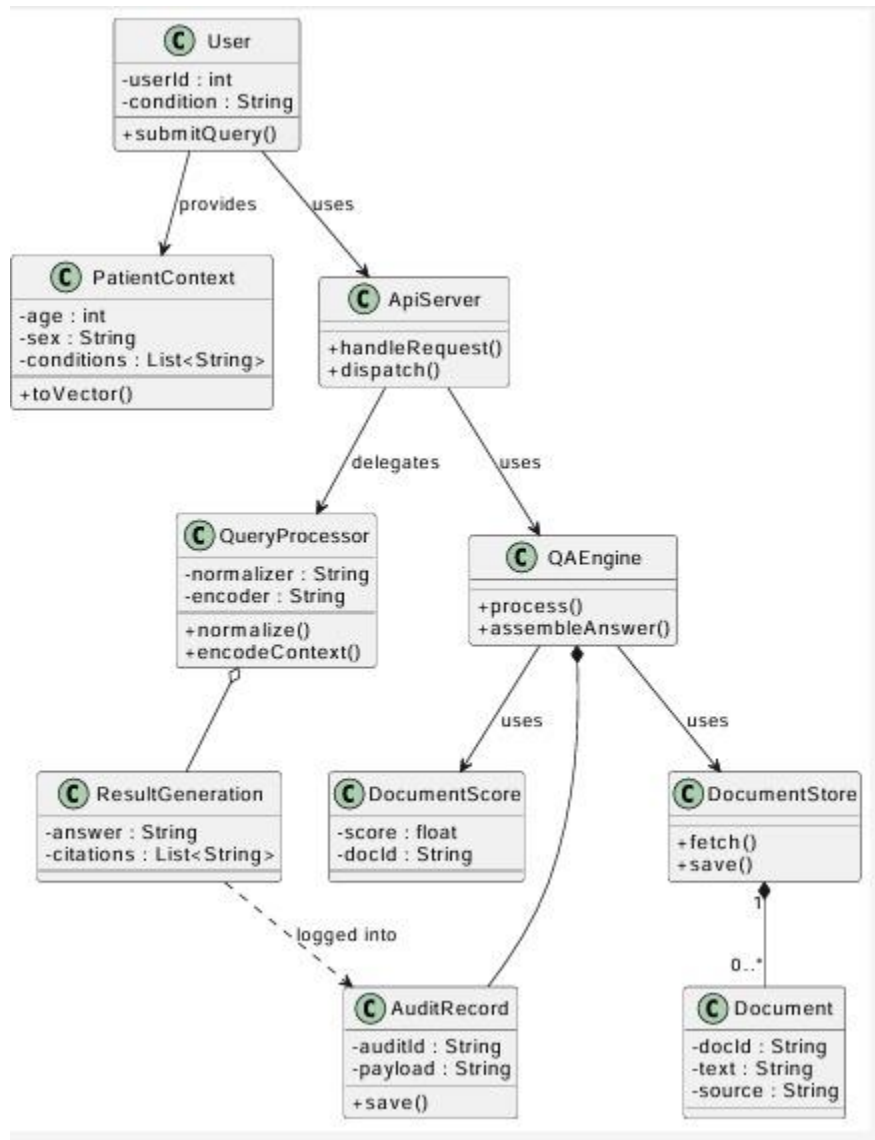 C User
-userId : int
-condition : String
+submitQuery()
provides
uses
C PatientContext
-age : int
-sex : String
-conditions : List<String>
+toVector()
C ApiServer
+handleRequest()
+dispatch()
delegates
uses
C QueryProcessor
-normalizer : String
-encoder : String
+normalize()
+encodeContext()
C QAEngine
+process()
+assembleAnswer()
uses
uses
C ResultGeneration
-answer : String
-citations : List<String>
C DocumentScore
-score : float
-docId : String
C DocumentStore
+fetch()
+save()
1
logged into
0..*
C AuditRecord
-auditId : String
-payload : String
+save()
C Document
-docId : String
-text : String
-source : String